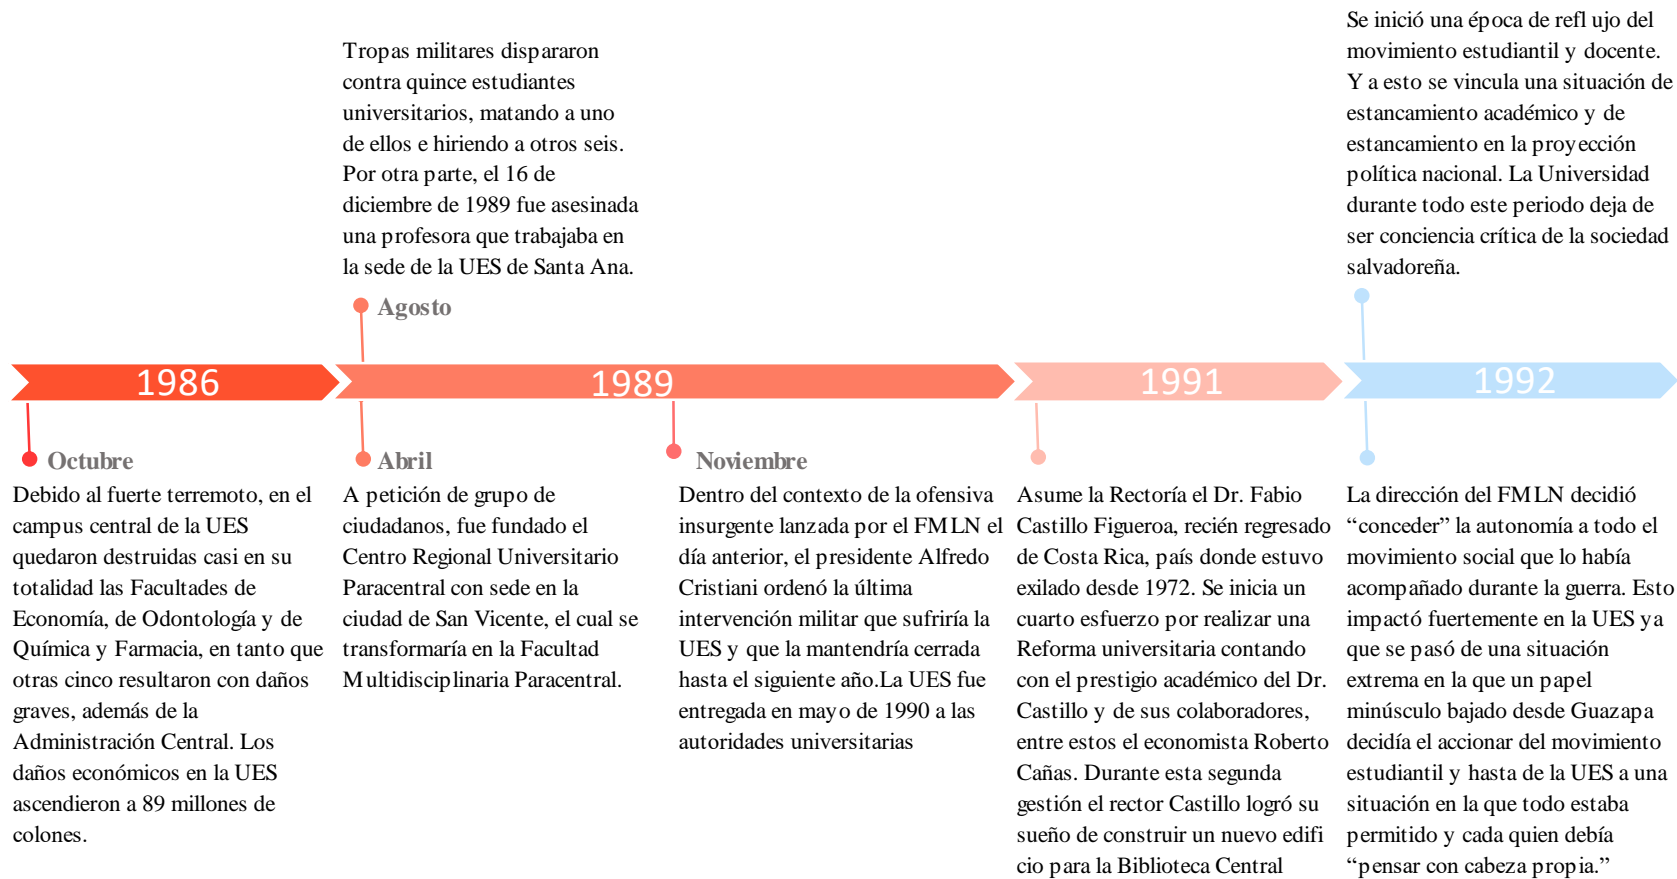 Tropas militares dispararon
contra quince estudiantes
universitarios, matando a uno
de ellos e hiriendo a otros seis.
Por otra parte, el 16 de
diciembre de 1989 fue asesinada
una profesora que trabajaba en
la sede de la UES de Santa Ana.
Agosto
Se inició una época de refl ujo del
movimiento estudiantil y docente.
Y a esto se vincula una situación de
estancamiento académico y de
estancamiento en la proyección
política nacional. La Universidad
durante todo este periodo deja de
ser conciencia crítica de la sociedad
salvadoreña.
1986
1989
1991
1992
Octubre
Debido al fuerte terremoto, en el
campus central de la UES
quedaron destruidas casi en su
totalidad las Facultades de
Economía, de Odontología y de
Química y Farmacia, en tanto que
otras cinco resultaron con daños
graves, además de la
Administración Central. Los
daños económicos en la UES
ascendieron a 89 millones de
colones.
Abril
A petición de grupo de
ciudadanos, fue fundado el
Centro Regional Universitario
Paracentral con sede en la
ciudad de San Vicente, el cual se
transformaría en la Facultad
Multidisciplinaria Paracentral.
Noviembre
Dentro del contexto de la ofensiva
insurgente lanzada por el FMLN el
día anterior, el presidente Alfredo
Cristiani ordenó la última
intervención militar que sufriría la
UES y que la mantendría cerrada
hasta el siguiente año.La UES fue
entregada en mayo de 1990 a las
autoridades universitarias
Asume la Rectoría el Dr. Fabio
Castillo Figueroa, recién regresado
de Costa Rica, país donde estuvo
exilado desde 1972. Se inicia un
cuarto esfuerzo por realizar una
Reforma universitaria contando
con el prestigio académico del Dr.
Castillo y de sus colaboradores,
entre estos el economista Roberto
Cañas. Durante esta segunda
gestión el rector Castillo logró su
sueño de construir un nuevo edifi
cio para la Biblioteca Central
La dirección del FMLN decidió
“conceder” la autonomía a todo el
movimiento social que lo había
acompañado durante la guerra. Esto
impactó fuertemente en la UES ya
que se pasó de una situación
extrema en la que un papel
minúsculo bajado desde Guazapa
decidía el accionar del movimiento
estudiantil y hasta de la UES a una
situación en la que todo estaba
permitido y cada quien debía
“pensar con cabeza propia.”